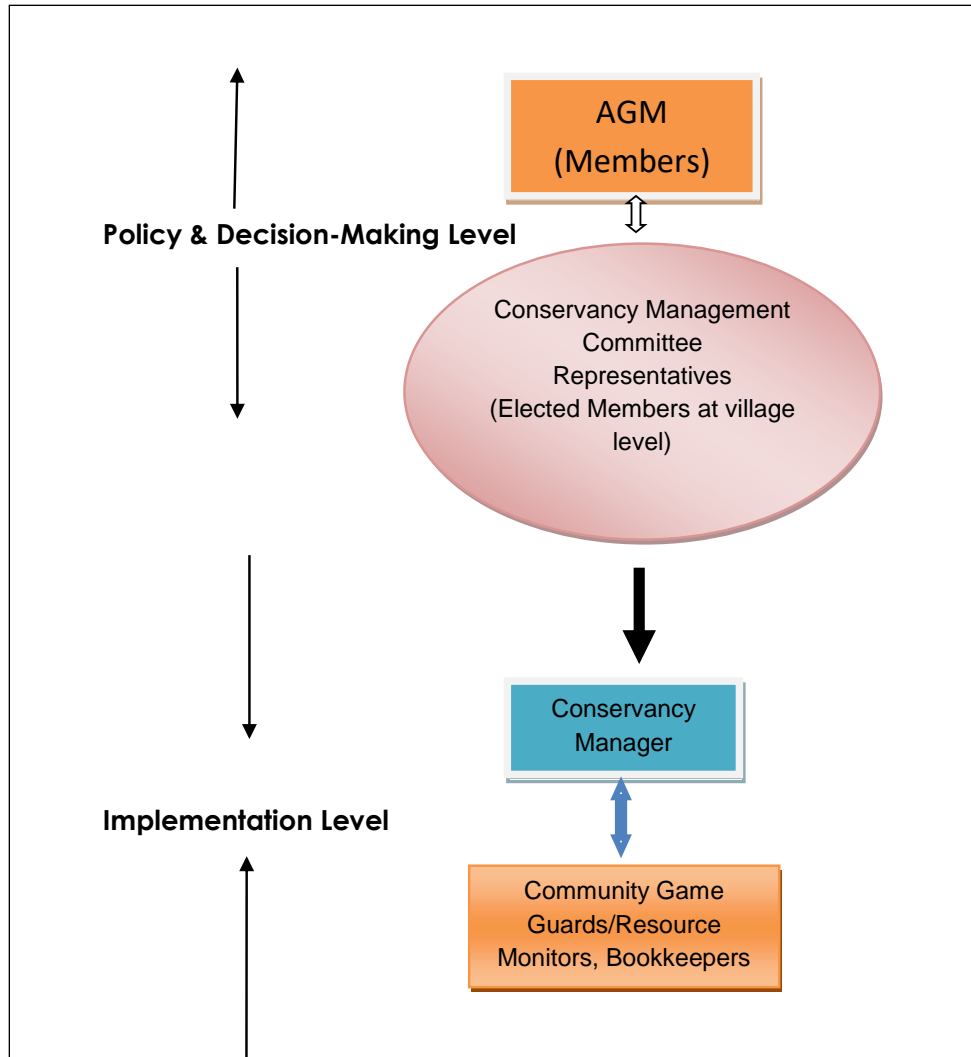 AGM
(Members)
Policy & Decision-Making Level
Conservancy Management
Committee
Representatives
(Elected Members at village
level)
Conservancy
Manager
Implementation Level
Community Game
Guards/Resource
Monitors, Bookkeepers